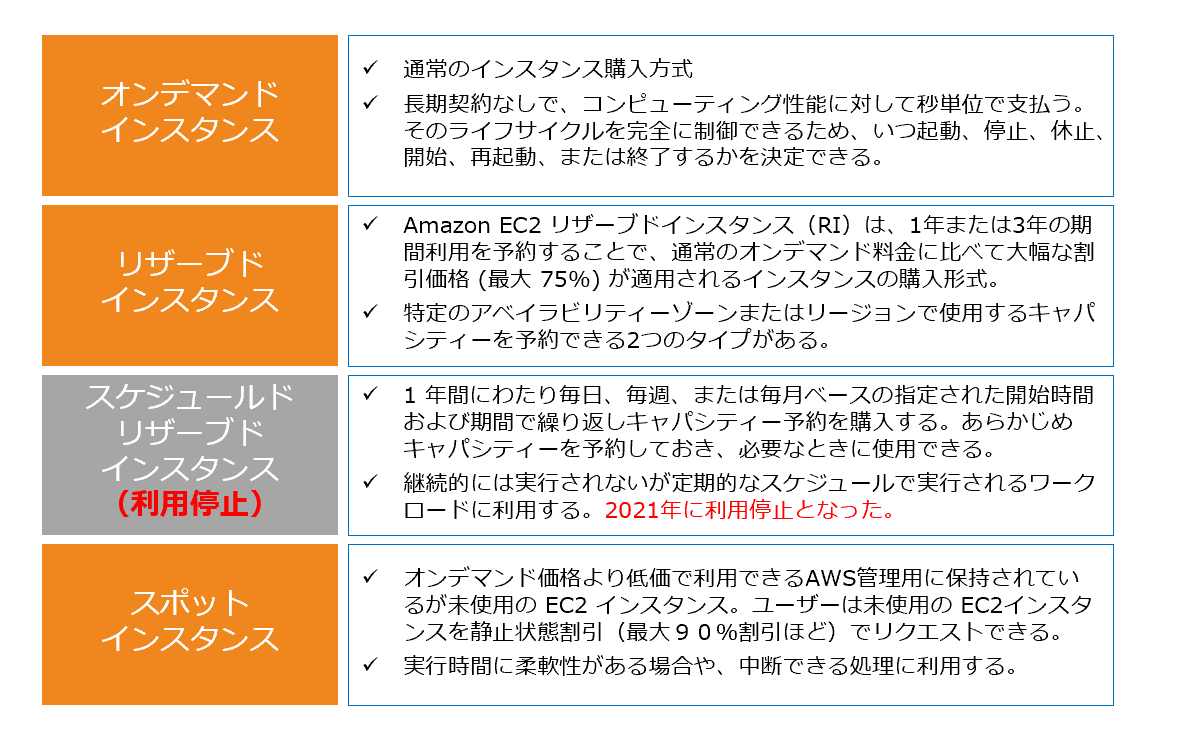 オンデマンド
インスタンス
✓ 通常のインスタンス購入方式
✓ 長期契約なしで、コンピューティング性能に対して秒単位で支払う。
そのライフサイクルを完全に制御できるため、いつ起動、停止、休止、
開始、再起動、または終了するかを決定できる。
リザーブド
インスタンス
✓ Amazon EC2 リザーブドインスタンス（RI）は、1年または3年の期
間利用を予約することで、通常のオンデマンド料金に比べて大幅な割
引価格 (最大 75%) が適用されるインスタンスの購入形式。
✓ 特定のアベイラビリティーゾーンまたはリージョンで使用するキャパ
シティーを予約できる2つのタイプがある。
スケジュールド
リザーブド
インスタンス
（利用停止）
✓ 1 年間にわたり毎日、毎週、または毎月ベースの指定された開始時間
および期間で繰り返しキャパシティー予約を購入する。あらかじめ
キャパシティーを予約しておき、必要なときに使用できる。
✓ 継続的には実行されないが定期的なスケジュールで実行されるワーク
ロードに利用する。2021年に利用停止となった。
スポット
インスタンス
✓ オンデマンド価格より低価で利用できるAWS管理用に保持されてい
るが未使用の EC2 インスタンス。ユーザーは未使用の EC2インスタ
ンスを静止状態割引（最大９０%割引ほど）でリクエストできる。
✓ 実行時間に柔軟性がある場合や、中断できる処理に利用する。